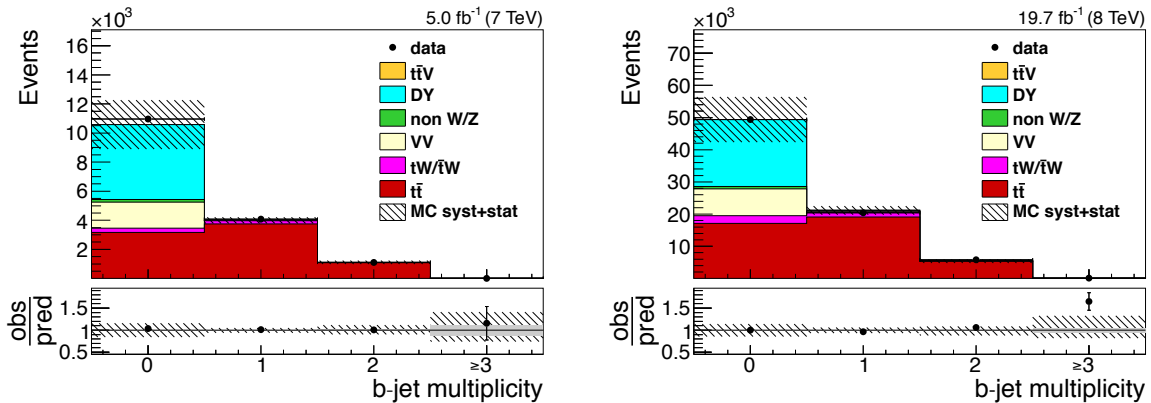 ×10³ 5.0 fb⁻¹ (7 TeV)
Events
16
14
12
10
8
6
4
2
data
tt̄V
DY
non W/Z
VV
tW/t̄W
tt̄
MC syst+stat
obs
pred
1.5
1
0.5
0 1 2 ≥3
b-jet multiplicity
×10³ 19.7 fb⁻¹ (8 TeV)
Events
70
60
50
40
30
20
10
data
tt̄V
DY
non W/Z
VV
tW/t̄W
tt̄
MC syst+stat
obs
pred
1.5
1
0.5
0 1 2 ≥3
b-jet multiplicity